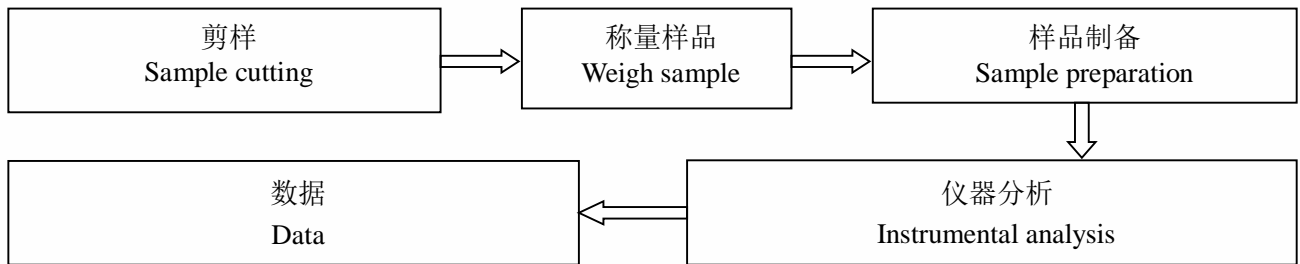 剪样
Sample cutting
称量样品
Weigh sample
样品制备
Sample preparation
仪器分析
Instrumental analysis
数据
Data